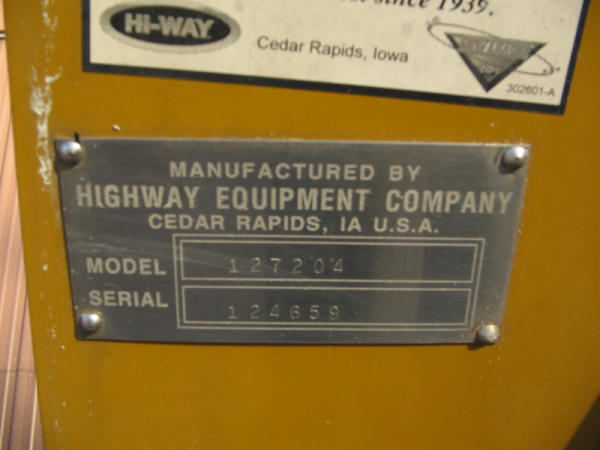 since 1939.
HI-WAY
Cedar Rapids, Iowa
302601-A
MANUFACTURED BY
HIGHWAY EQUIPMENT COMPANY
CEDAR RAPIDS, IA U.S.A.
MODEL 127204
SERIAL 124659